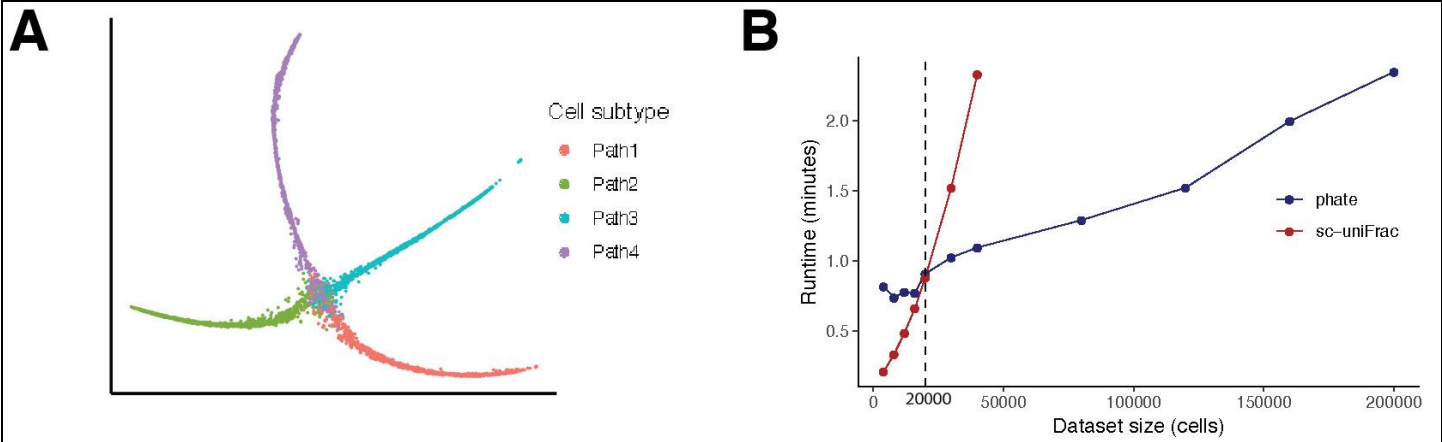 A
Cell subtype
Path1
Path2
Path3
Path4
B
Runtime (minutes)
2.0
1.5
1.0
0.5
phate
sc-uniFrac
0 20000 50000 100000 150000 200000
Dataset size (cells)